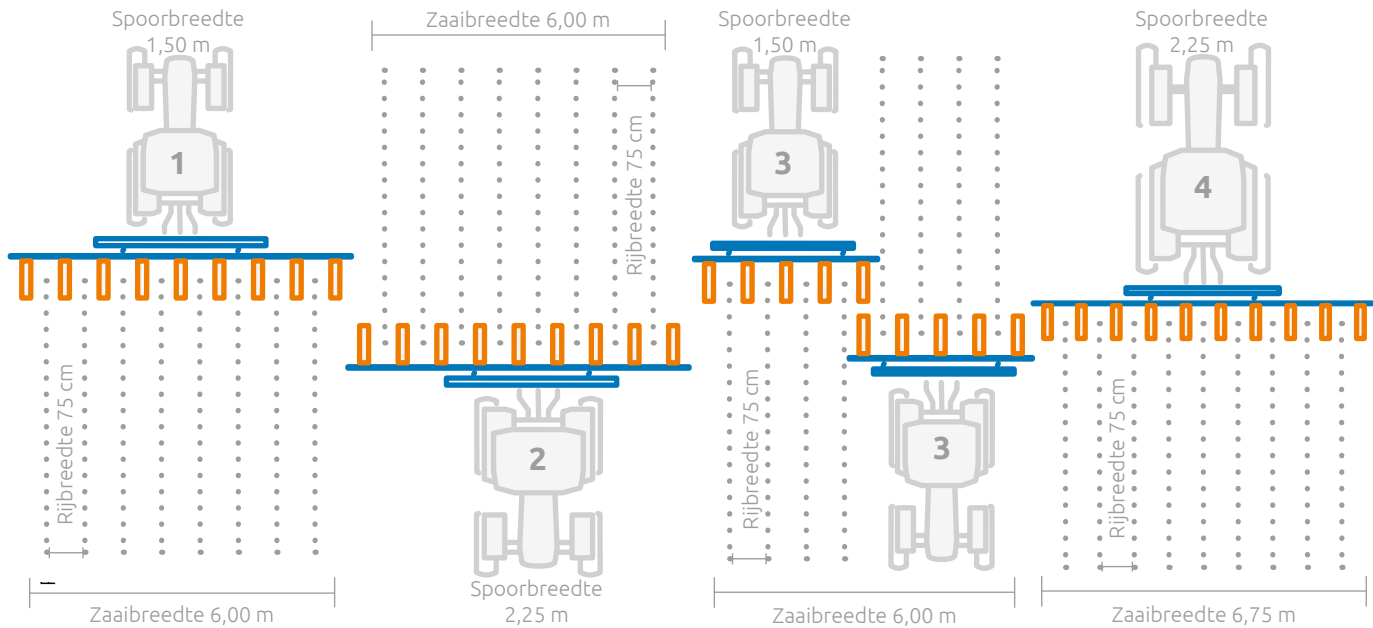 Spoorbreedte
1,50 m
Zaaibreedte 6,00 m
Spoorbreedte
1,50 m
Spoorbreedte
2,25 m
1
Rijbreedte 75 cm
3
4
Rijbreedte 75 cm
2
Rijbreedte 75 cm
3
Rijbreedte 75 cm
Spoorbreedte
2,25 m
Zaaibreedte 6,00 m
Zaaibreedte 6,00 m
Zaaibreedte 6,75 m